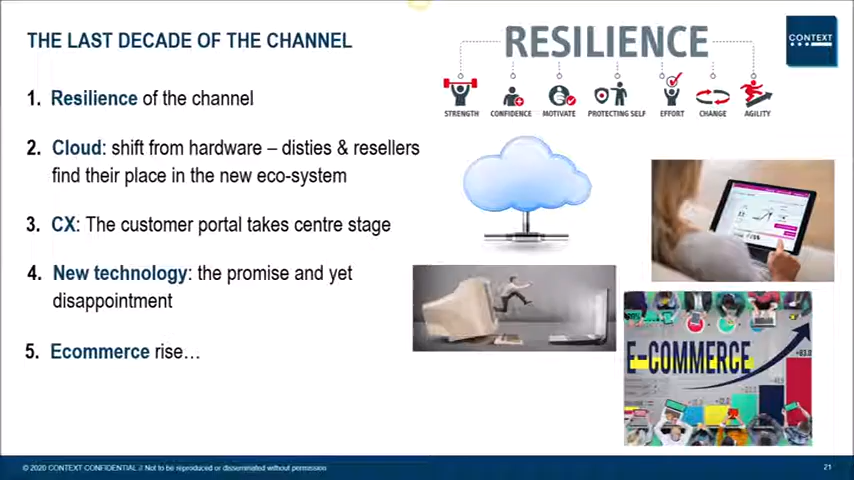 THE LAST DECADE OF THE CHANNEL
1. Resilience of the channel
2. Cloud: shift from hardware – disties & resellers
find their place in the new eco-system
3. CX: The customer portal takes centre stage
4. New technology: the promise and yet
disappointment
5. Ecommerce rise...
RESILIENCE
STRENGTH CONFIDENCE MOTIVATE PROTECTING SELF EFFORT CHANGE AGILITY
CONTEXT
E-COMMERCE
© 2020 CONTEXT CONFIDENTIAL // Not to be reproduced or disseminated without permission
21